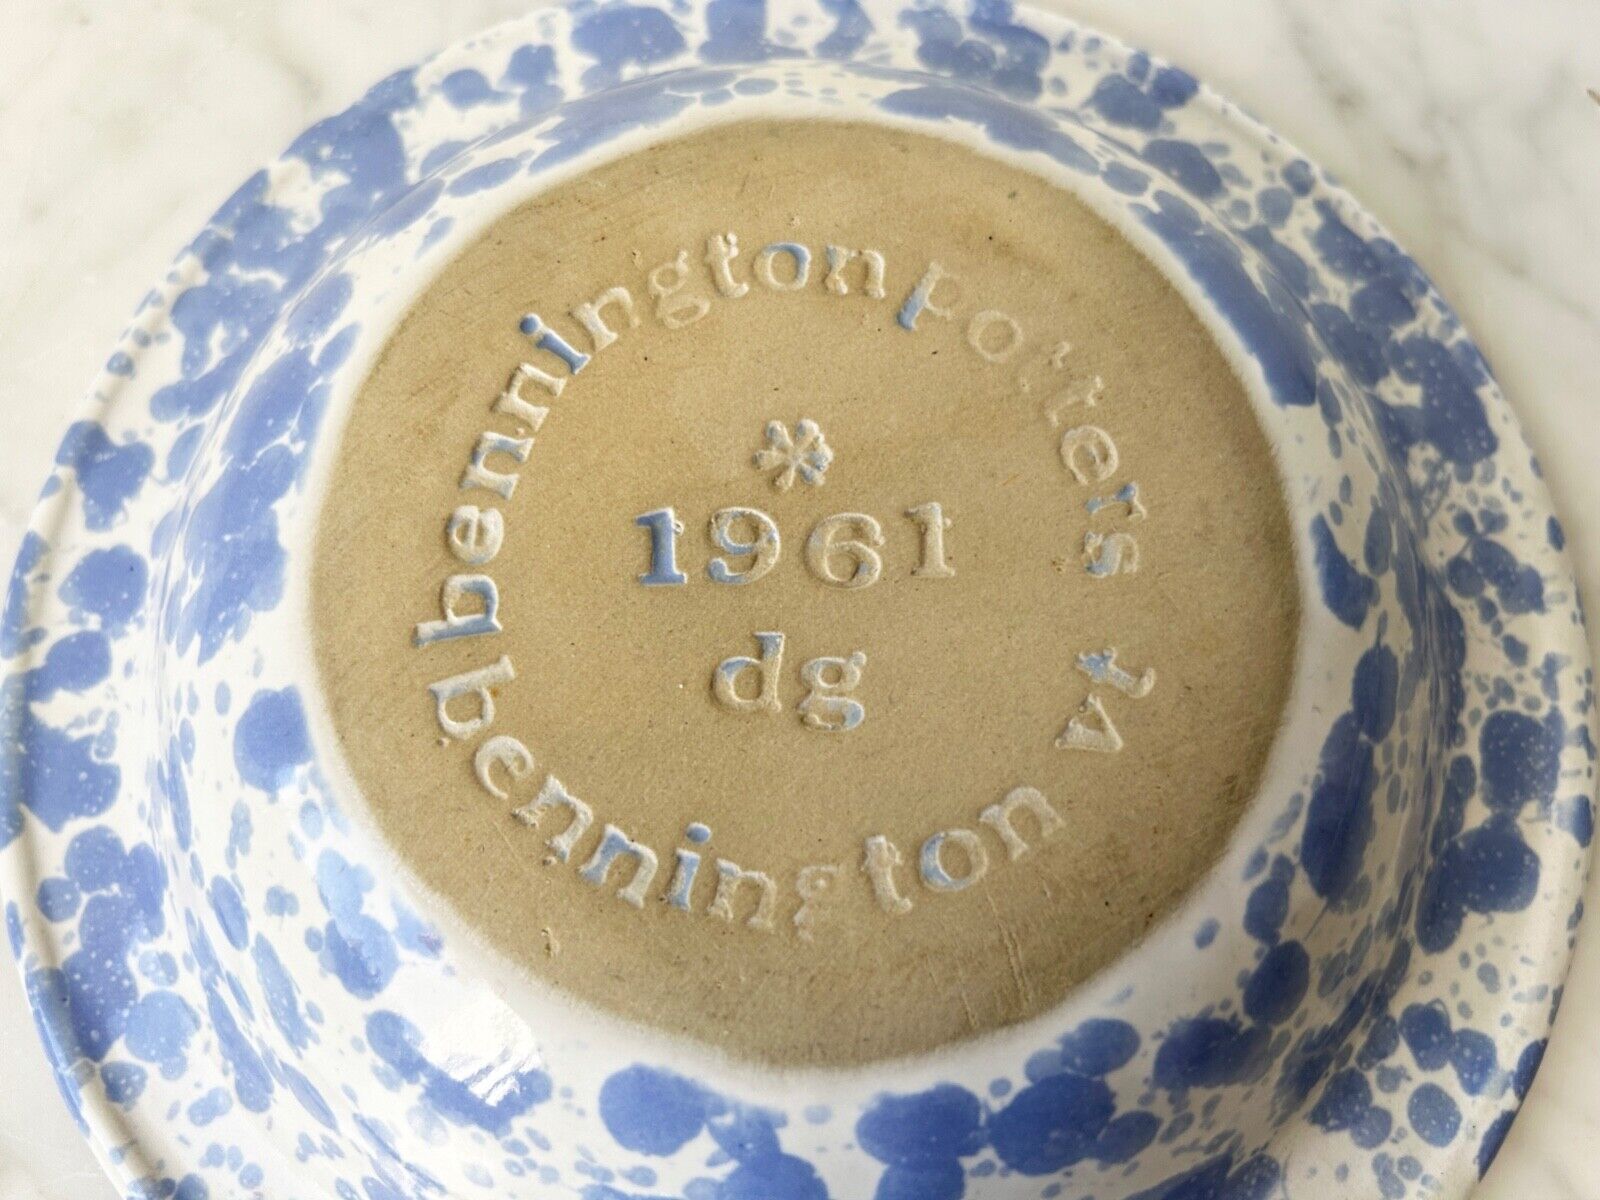 bennington potters
*
1961
dg
bennington vt